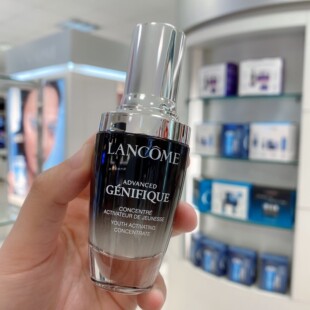 LANCÔME
ADVANCED
GÉNIFIQUE
CONCENTRÉ
ACTIVATEUR DE JEUNESSE
YOUTH ACTIVATING
CONCENTRATE